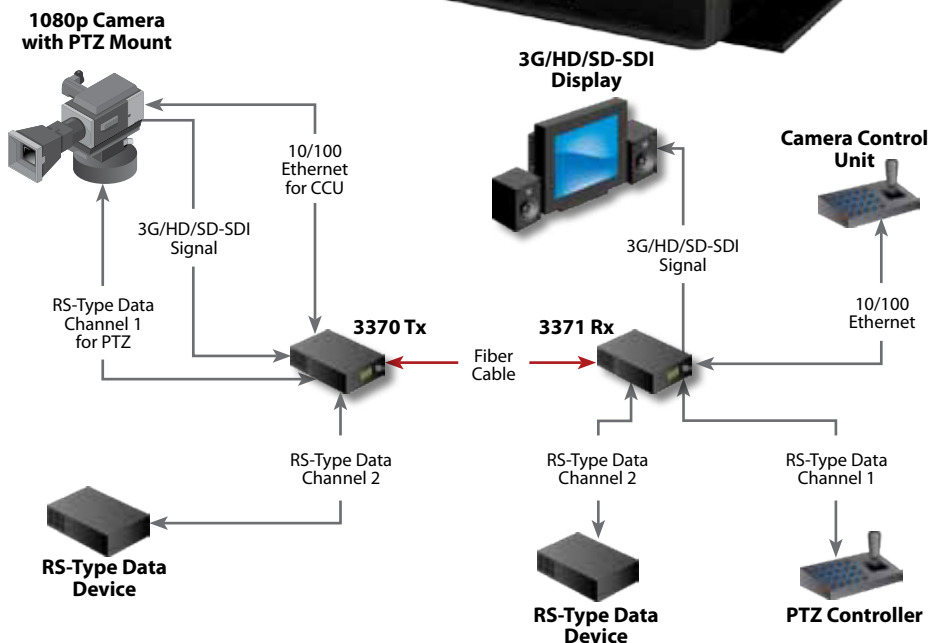 1080p Camera
with PTZ Mount
3G/HD/SD-SDI
Display
Camera Control
Unit
10/100
Ethernet
for CCU
3G/HD/SD-SDI
Signal
3G/HD/SD-SDI
Signal
RS-Type Data
Channel 1
for PTZ
10/100
Ethernet
3370 Tx
3371 Rx
Fiber
Cable
RS-Type Data
Channel 2
RS-Type Data
Channel 2
RS-Type Data
Channel 1
RS-Type Data
Device
RS-Type Data
Device
PTZ Controller